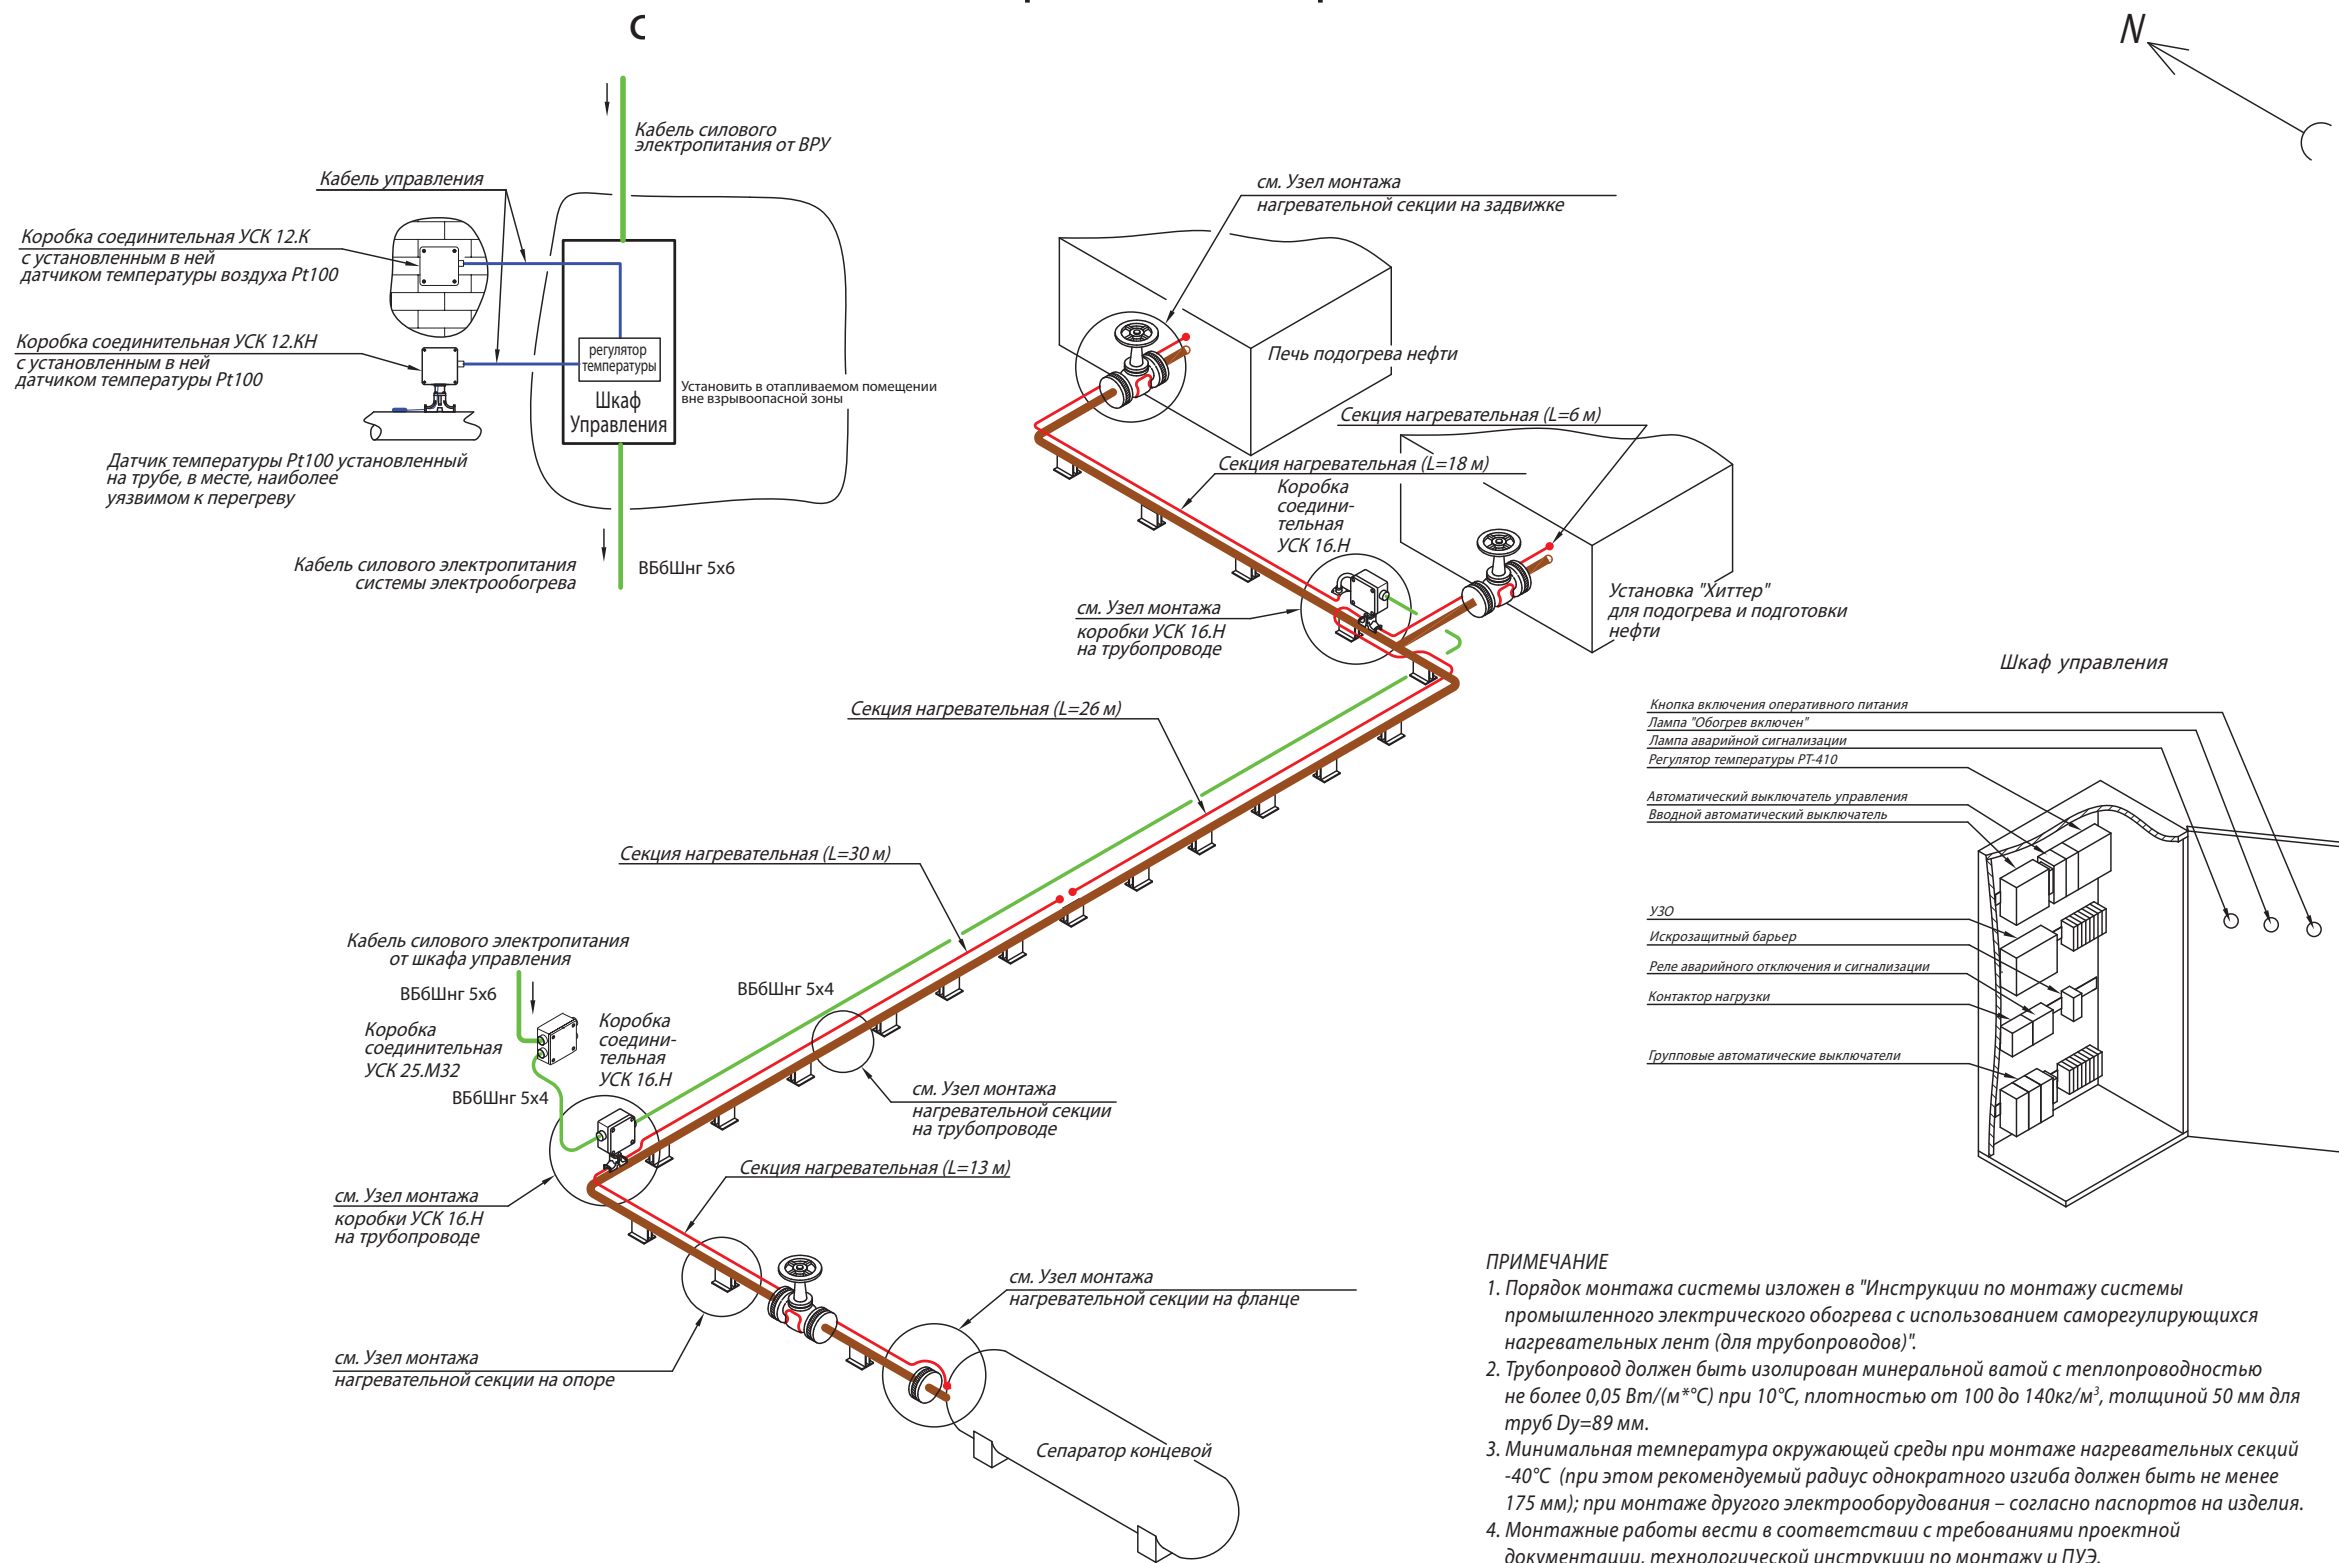 С
N
Кабель силового
электропитания от ВРУ
Кабель управления
Коробка соединительная УСК 12.К
с установленным в ней
датчиком температуры воздуха Pt100
Коробка соединительная УСК 12.КН
с установленным в ней
датчиком температуры Pt100
регулятор
температуры
Шкаф
Управления
Установить в отапливаемом помещении
вне взрывоопасной зоны
Датчик температуры Pt100 установленный
на трубе, в месте, наиболее
уязвимом к перегреву
Кабель силового электропитания
системы электрообогрева
ВБбШнг 5х6
см. Узел монтажа
нагревательной секции на задвижке
Печь подогрева нефти
Секция нагревательная (L=6 м)
Секция нагревательная (L=18 м)
Коробка
соедини-
тельная
УСК 16.Н
см. Узел монтажа
коробки УСК 16.Н
на трубопроводе
Установка "Хиттер"
для подогрева и подготовки
нефти
Секция нагревательная (L=26 м)
Секция нагревательная (L=30 м)
Кабель силового электропитания
от шкафа управления
ВБбШнг 5х6
Коробка
соединительная
УСК 25.М32
Коробка
соедини-
тельная
УСК 16.Н
ВБбШнг 5х4
ВБбШнг 5х4
см. Узел монтажа
нагревательной секции
на трубопроводе
Секция нагревательная (L=13 м)
см. Узел монтажа
коробки УСК 16.Н
на трубопроводе
см. Узел монтажа
нагревательной секции на фланце
см. Узел монтажа
нагревательной секции на опоре
Сепаратор концевой
Шкаф управления
Кнопка включения оперативного питания
Лампа "Обогрев включен"
Лампа аварийной сигнализации
Регулятор температуры РТ-410
Автоматический выключатель управления
Вводной автоматический выключатель
УЗО
Искрозащитный барьер
Реле аварийного отключения и сигнализации
Контактор нагрузки
Групповые автоматические выключатели
ПРИМЕЧАНИЕ
1. Порядок монтажа системы изложен в "Инструкции по монтажу системы
промышленного электрического обогрева с использованием саморегулирующихся
нагревательных лент (для трубопроводов)".
2. Трубопровод должен быть изолирован минеральной ватой с теплопроводностью
не более 0,05 Вт/(м*°С) при 10°С, плотностью от 100 до 140кг/м³, толщиной 50 мм для
труб Dy=89 мм.
3. Минимальная температура окружающей среды при монтаже нагревательных секций
-40°С (при этом рекомендуемый радиус однократного изгиба должен быть не менее
175 мм); при монтаже другого электрооборудования – согласно паспортов на изделия.
4. Монтажные работы вести в соответствии с требованиями проектной
документации, технологической инструкции по монтажу и ПУЭ.